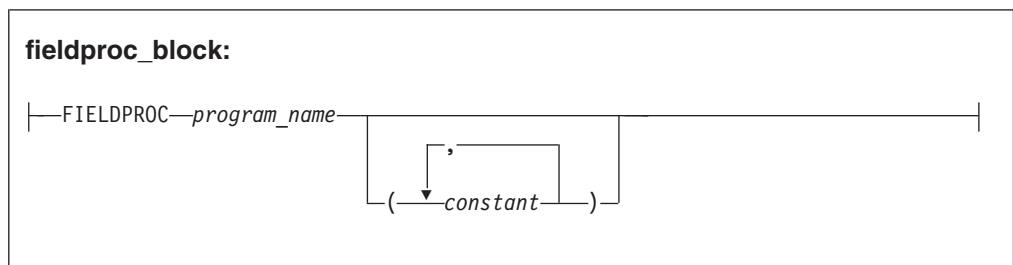 fieldproc_block:
FIELDPROC program_name
,
( constant )